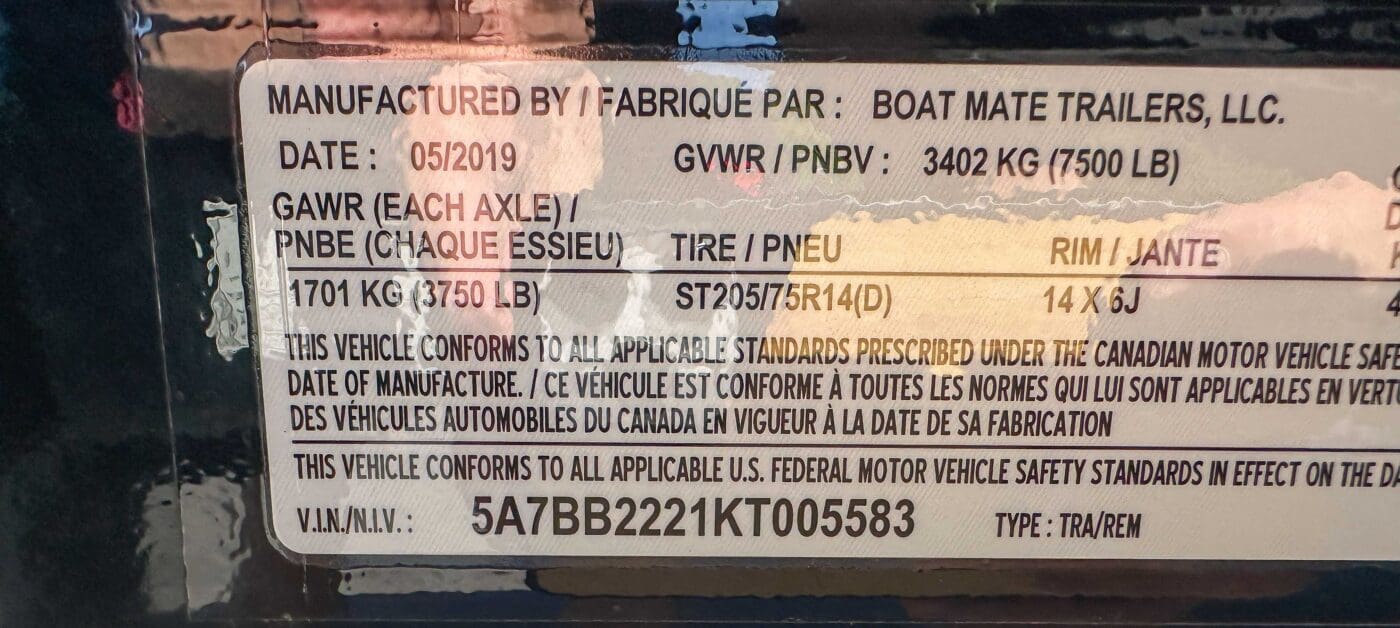 MANUFACTURED BY / FABRIQUÉ PAR : BOAT MATE TRAILERS, LLC.
DATE : 05/2019 GVWR / PNBV : 3402 KG (7500 LB)
GAWR (EACH AXLE) /
PNBE (CHAQUE ESSIEU) TIRE / PNEU RIM / JANTE
1701 KG (3750 LB) ST205/75R14(D) 14 X 6J
THIS VEHICLE CONFORMS TO ALL APPLICABLE STANDARDS PRESCRIBED UNDER THE CANADIAN MOTOR VEHICLE
DATE OF MANUFACTURE. / CE VÉHICULE EST CONFORME À TOUTES LES NORMES QUI LUI SONT APPLICABLES EN
DES VÉHICULES AUTOMOBILES DU CANADA EN VIGUEUR À LA DATE DE SA FABRICATION
THIS VEHICLE CONFORMS TO ALL APPLICABLE U.S. FEDERAL MOTOR VEHICLE SAFETY STANDARDS IN EFFECT ON THE
V.I.N./N.I.V. : 5A7BB2221KT005583 TYPE : TRA/REM